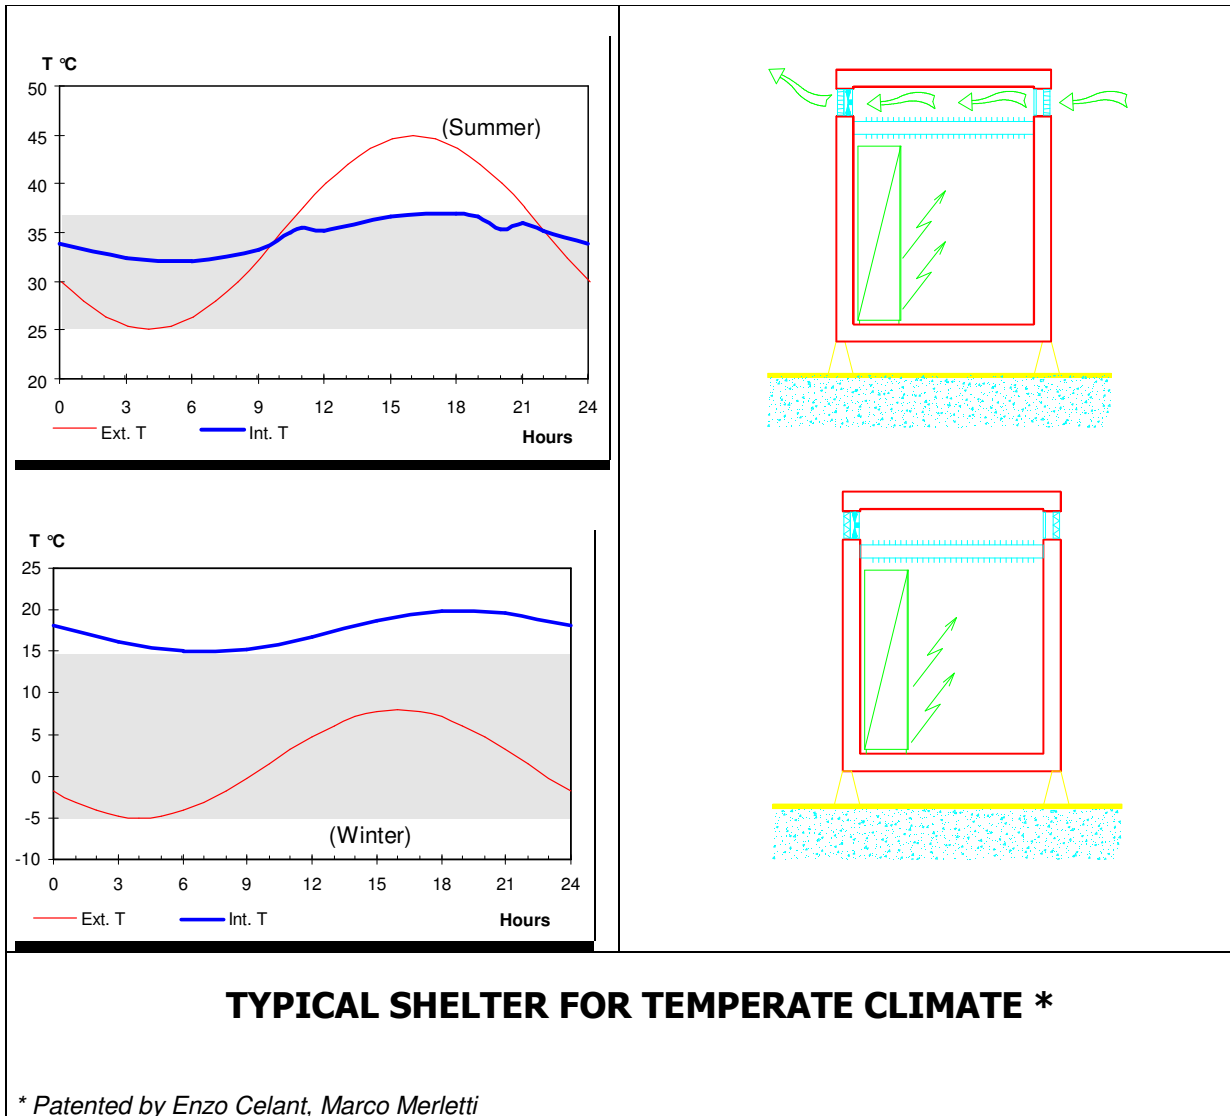 T °C
50
45
40
35
30
25
20
(Summer)
0 3 6 9 12 15 18 21 24
Ext. T Int. T Hours
T °C
25
20
15
10
5
0
-5
-10
(Winter)
0 3 6 9 12 15 18 21 24
Ext. T Int. T Hours
TYPICAL SHELTER FOR TEMPERATE CLIMATE *
* Patented by Enzo Celant, Marco Merletti